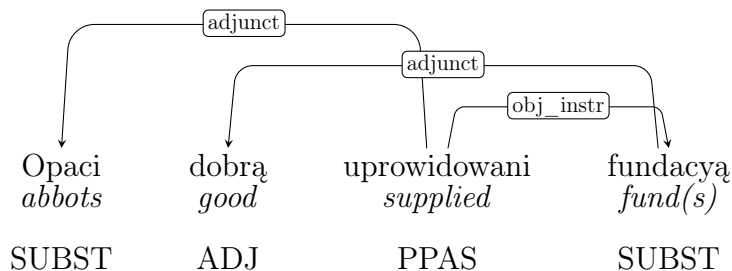 adjunct
adjunct
obj_instr
Opaci dobrą uprowidowani fundacyą
abbots good supplied fund(s)
SUBST ADJ PPAS SUBST